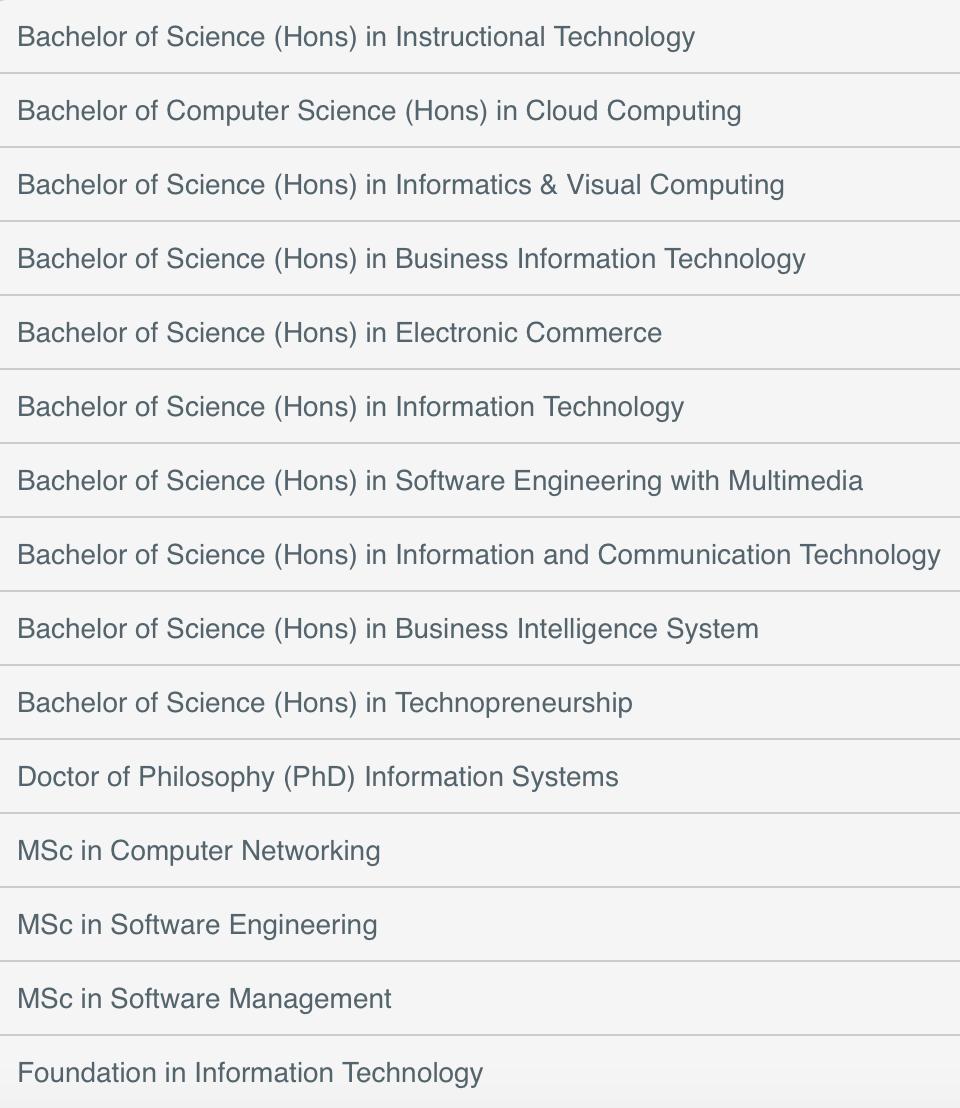 Bachelor of Science (Hons) in Instructional Technology
Bachelor of Computer Science (Hons) in Cloud Computing
Bachelor of Science (Hons) in Informatics & Visual Computing
Bachelor of Science (Hons) in Business Information Technology
Bachelor of Science (Hons) in Electronic Commerce
Bachelor of Science (Hons) in Information Technology
Bachelor of Science (Hons) in Software Engineering with Multimedia
Bachelor of Science (Hons) in Information and Communication Technology
Bachelor of Science (Hons) in Business Intelligence System
Bachelor of Science (Hons) in Technopreneurship
Doctor of Philosophy (PhD) Information Systems
MSc in Computer Networking
MSc in Software Engineering
MSc in Software Management
Foundation in Information Technology